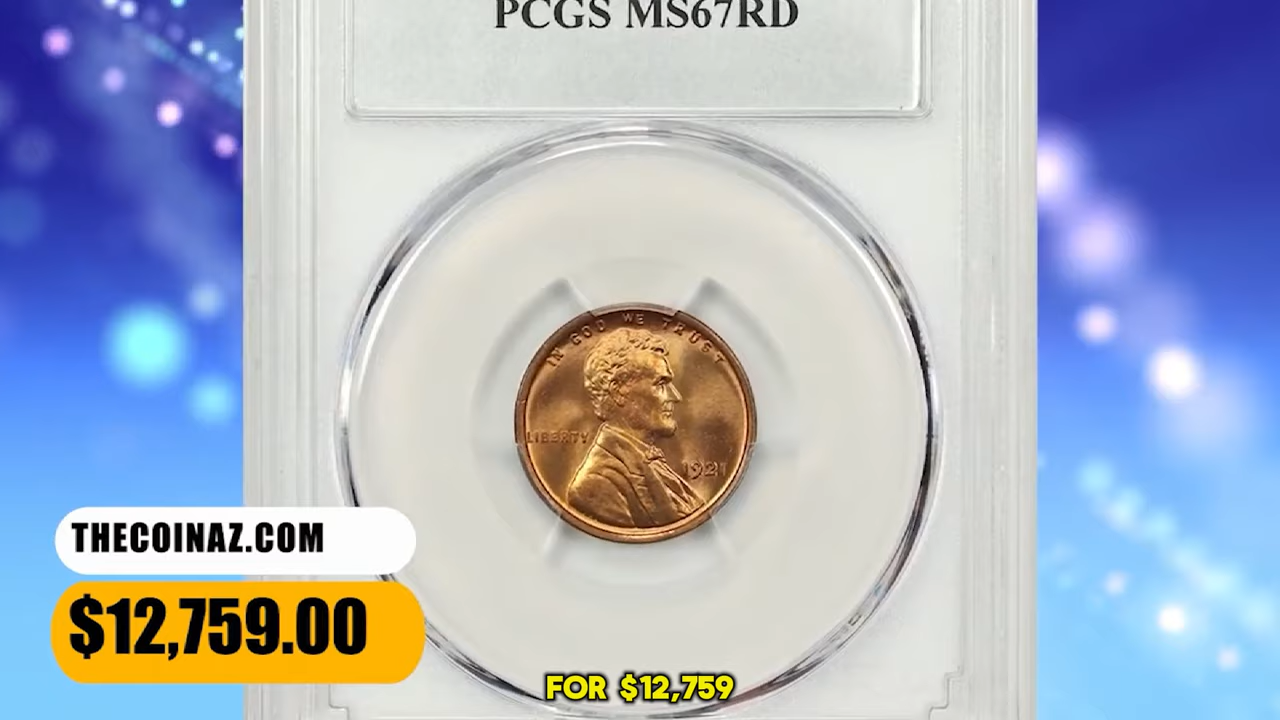 PCGS MS67RD
IN GOD WE TRUST
LIBERTY
1921
THECOINAZ.COM
$12,759.00
FOR $12,759